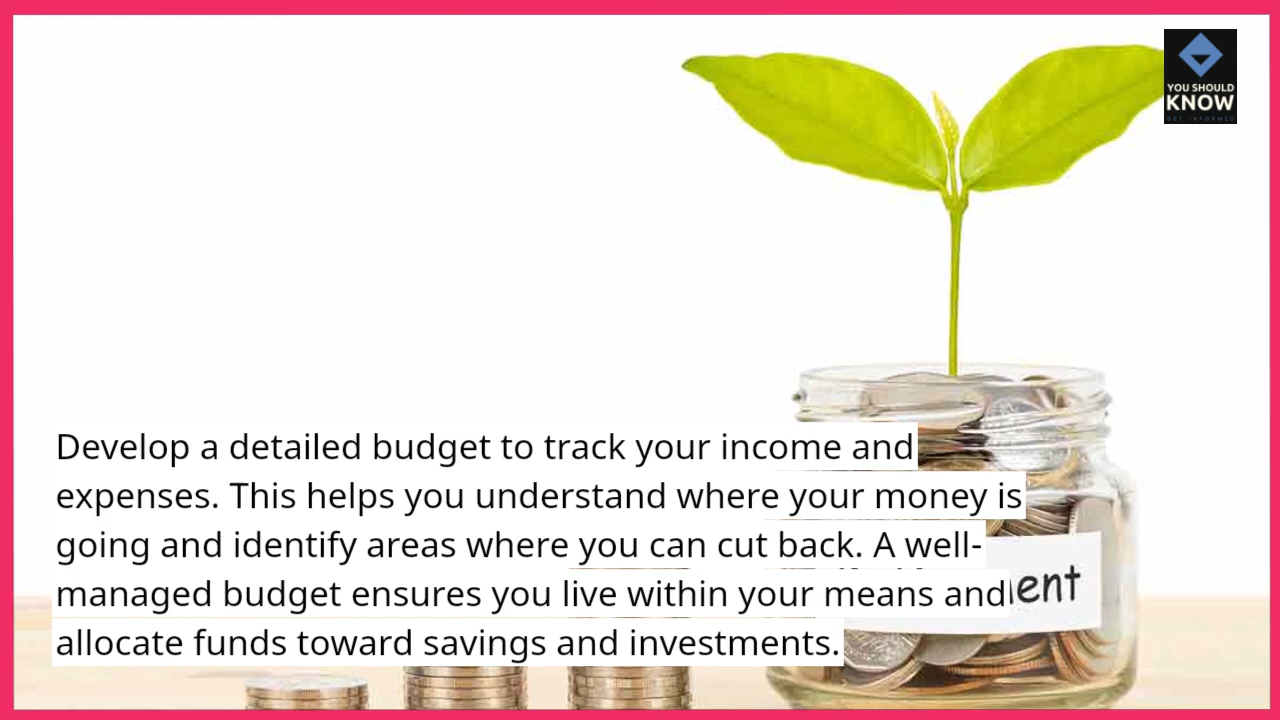 YOU SHOULD
KNOW
GET INFORMED
Develop a detailed budget to track your income and
expenses. This helps you understand where your money is
going and identify areas where you can cut back. A well-
managed budget ensures you live within your means and
allocate funds toward savings and investments.
ent